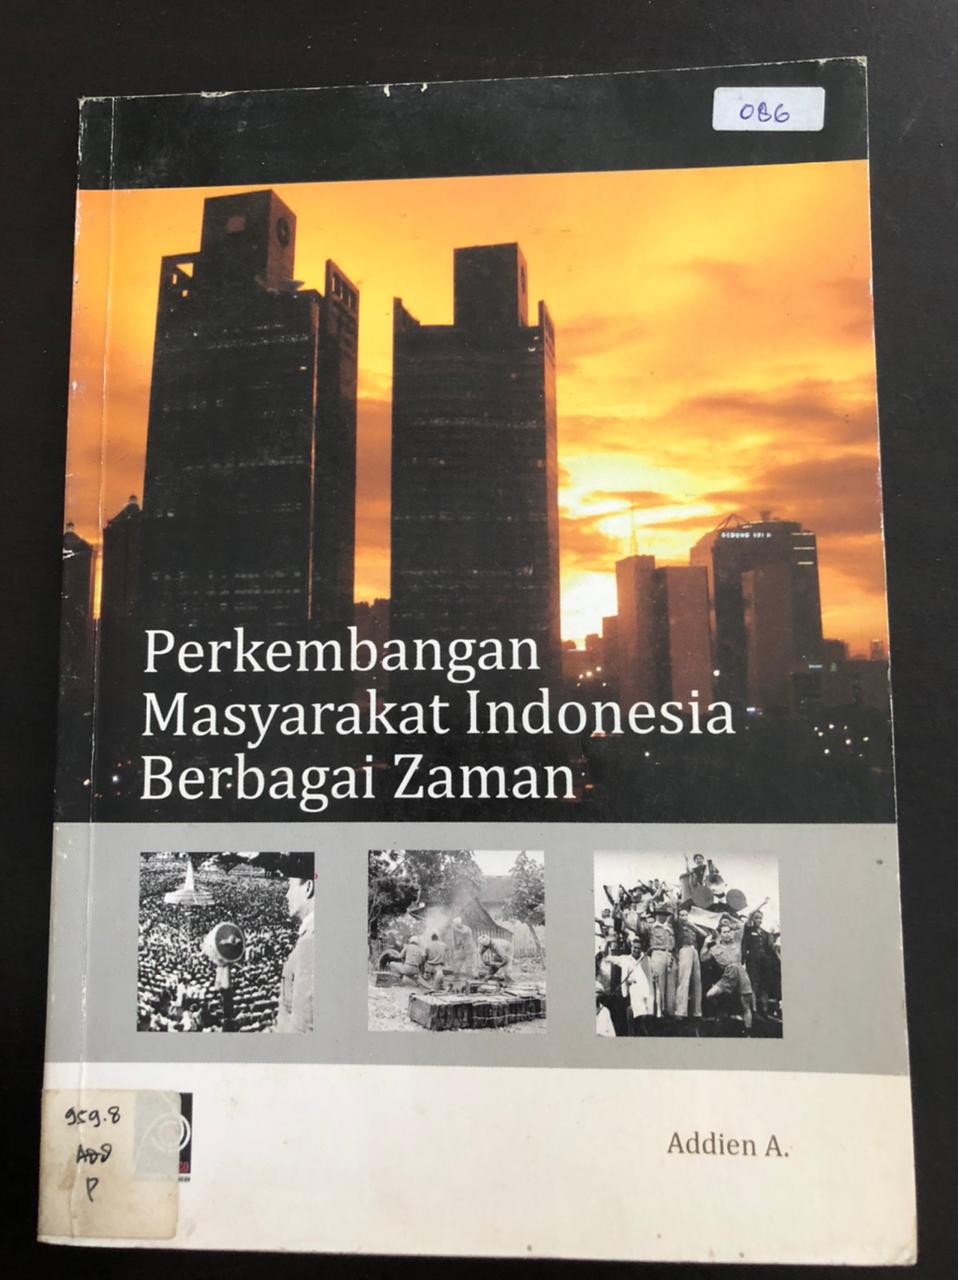 086
Perkembangan
Masyarakat Indonesia
Berbagai Zaman
959.8
ADD
P
Addien A.